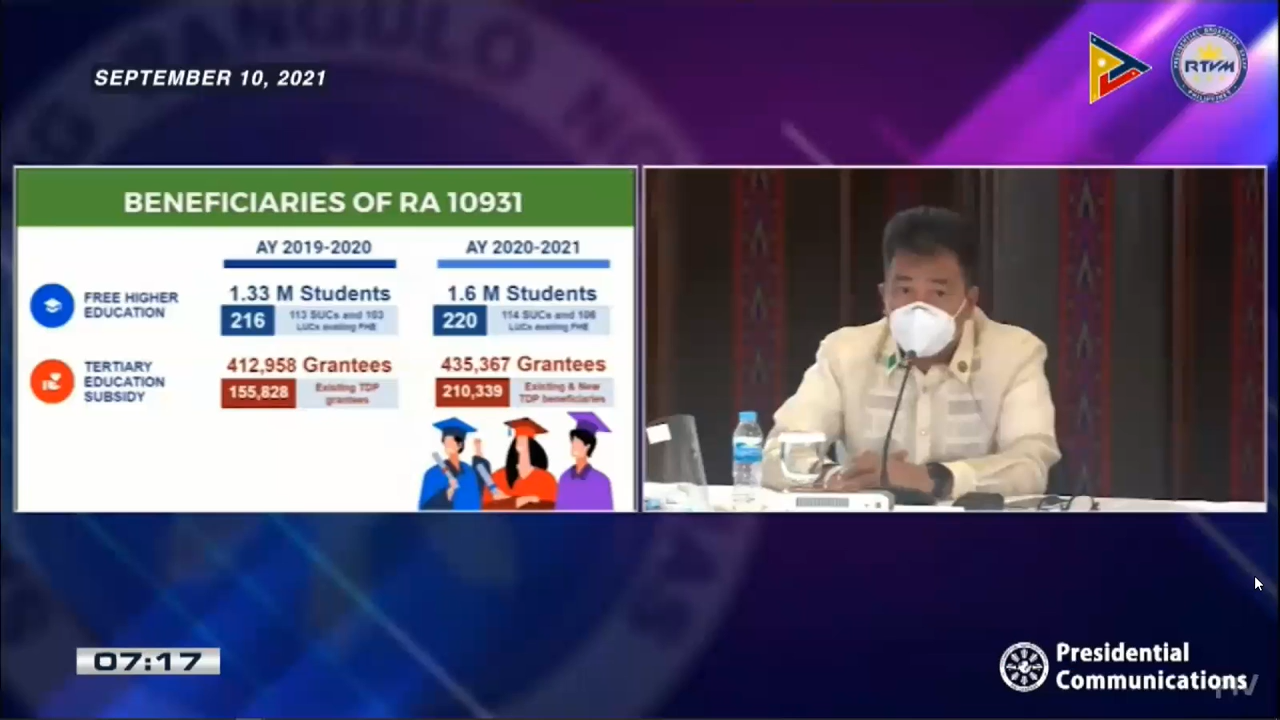 SEPTEMBER 10, 2021
RTVM
BENEFICIARIES OF RA 10931
AY 2019-2020
AY 2020-2021
FREE HIGHER
EDUCATION
1.33 M Students
216
113 SUCs and 103
LUCs availing FHE
1.6 M Students
220
114 SUCs and 106
LUCs availing FHE
TERTIARY
EDUCATION
SUBSIDY
412,958 Grantees
155,828
Existing TDP
grantees
435,367 Grantees
210,339
Existing & New
TDP beneficiaries
07:17
Presidential
Communications